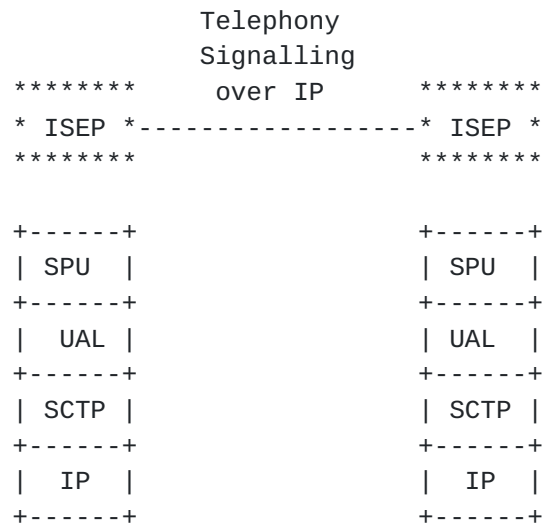 Telephony
Signalling
********       over IP      ********
* ISEP *------------------* ISEP *
********                    ********
+------+                    +------+
| SPU  |                    | SPU  |
+------+                    +------+
|  UAL |                    | UAL  |
+------+                    +------+
| SCTP |                    | SCTP |
+------+                    +------+
|  IP  |                    |  IP  |
+------+                    +------+